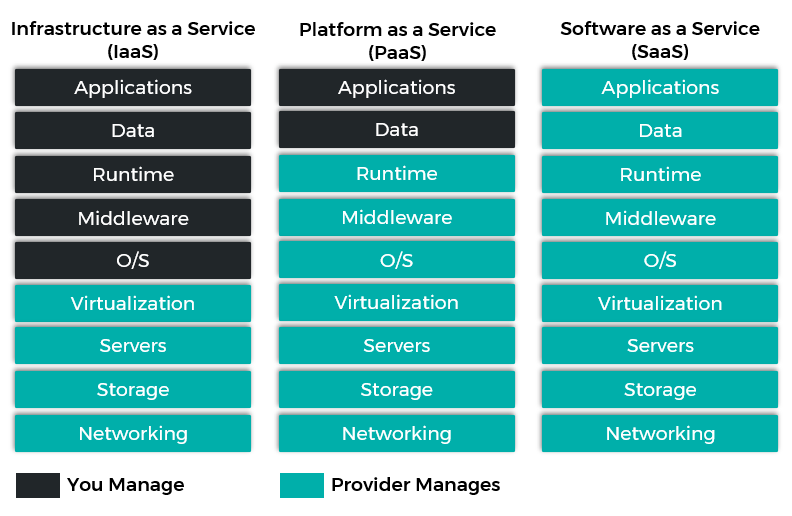 Infrastructure as a Service
(IaaS)
Applications
Data
Runtime
Middleware
O/S
Virtualization
Servers
Storage
Networking
Platform as a Service
(PaaS)
Applications
Data
Runtime
Middleware
O/S
Virtualization
Servers
Storage
Networking
Software as a Service
(SaaS)
Applications
Data
Runtime
Middleware
O/S
Virtualization
Servers
Storage
Networking
You Manage
Provider Manages